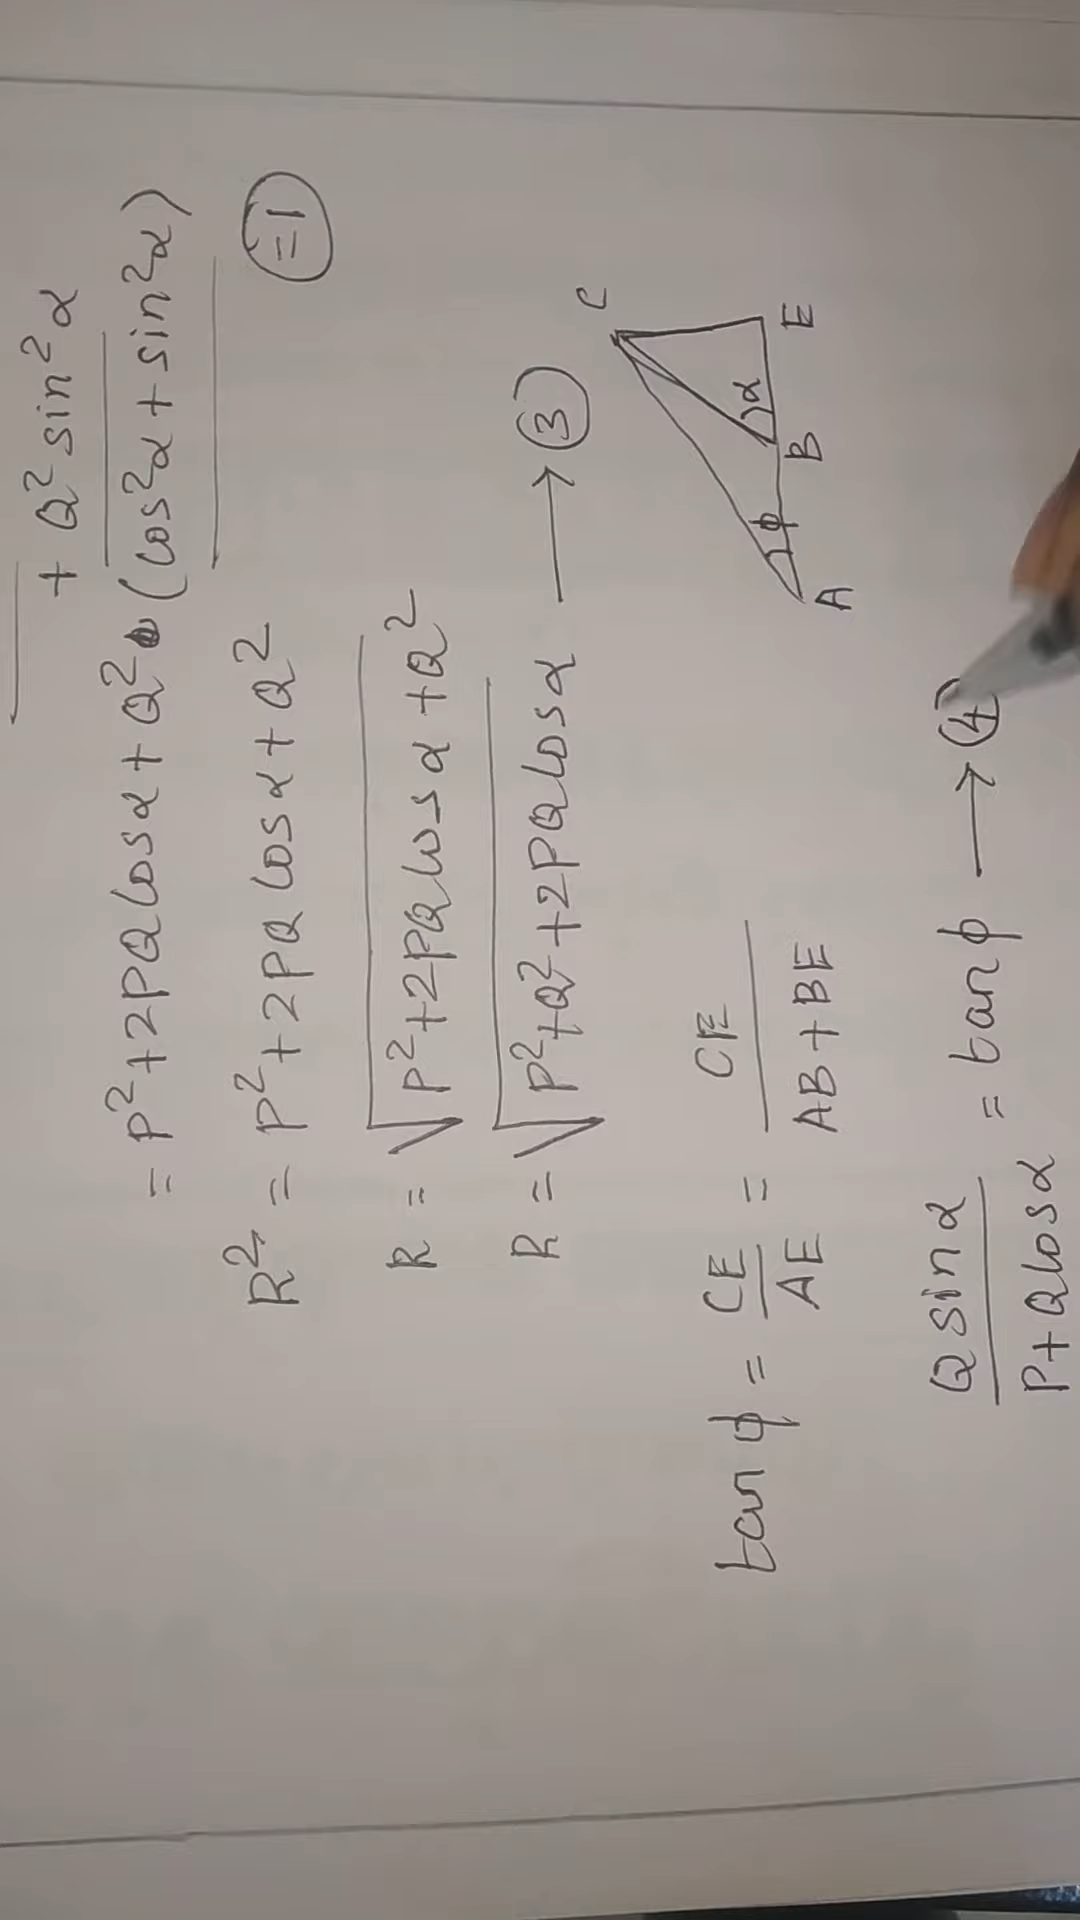 + Q² sin²α
= P² + 2PQ cosα + Q² (cos²α + sin²α)
= 1
R² = P² + 2PQ cosα + Q²
R = √P² + 2PQ cosα + Q²
R = √P² + Q² + 2PQ cosα → ③
C
A B E
φ α
tan φ = CE/AE = CE/AB + BE
Q sinα/P + Q cosα = tan φ → ④